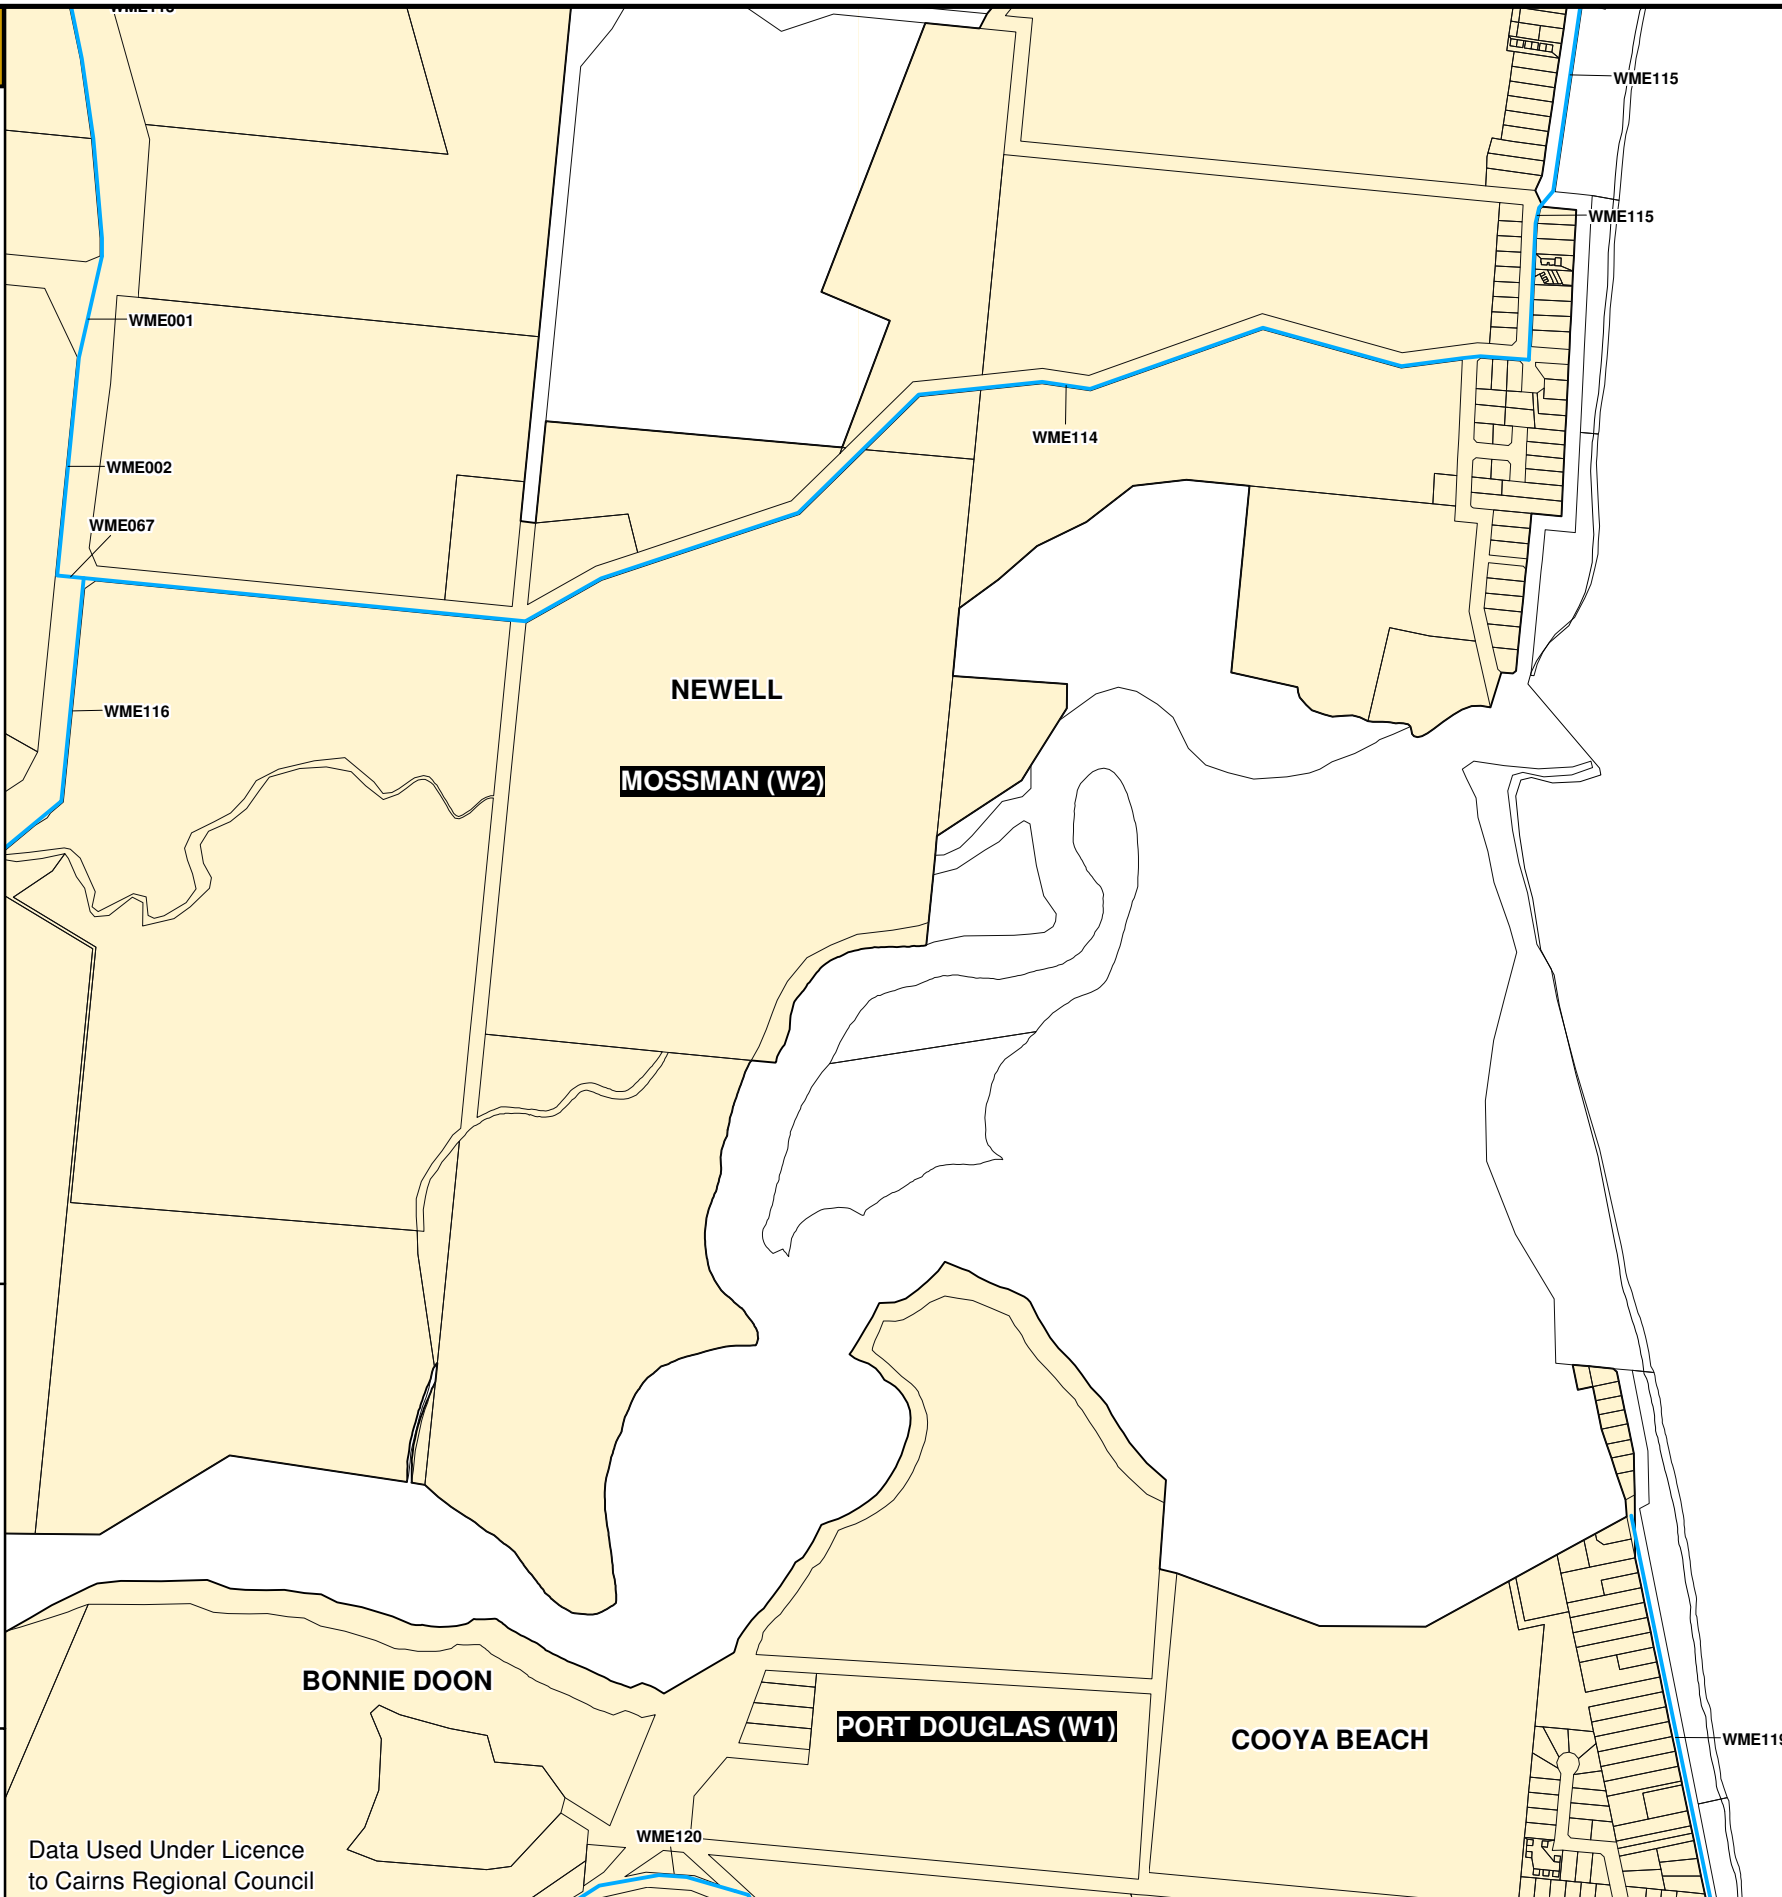 WME115
WME115
WME001
WME114
WME002
WME067
NEWELL
WME116
MOSSMAN (W2)
BONNIE DOON
PORT DOUGLAS (W1)
COOYA BEACH
WME119
WME120
Data Used Under Licence
to Cairns Regional Council